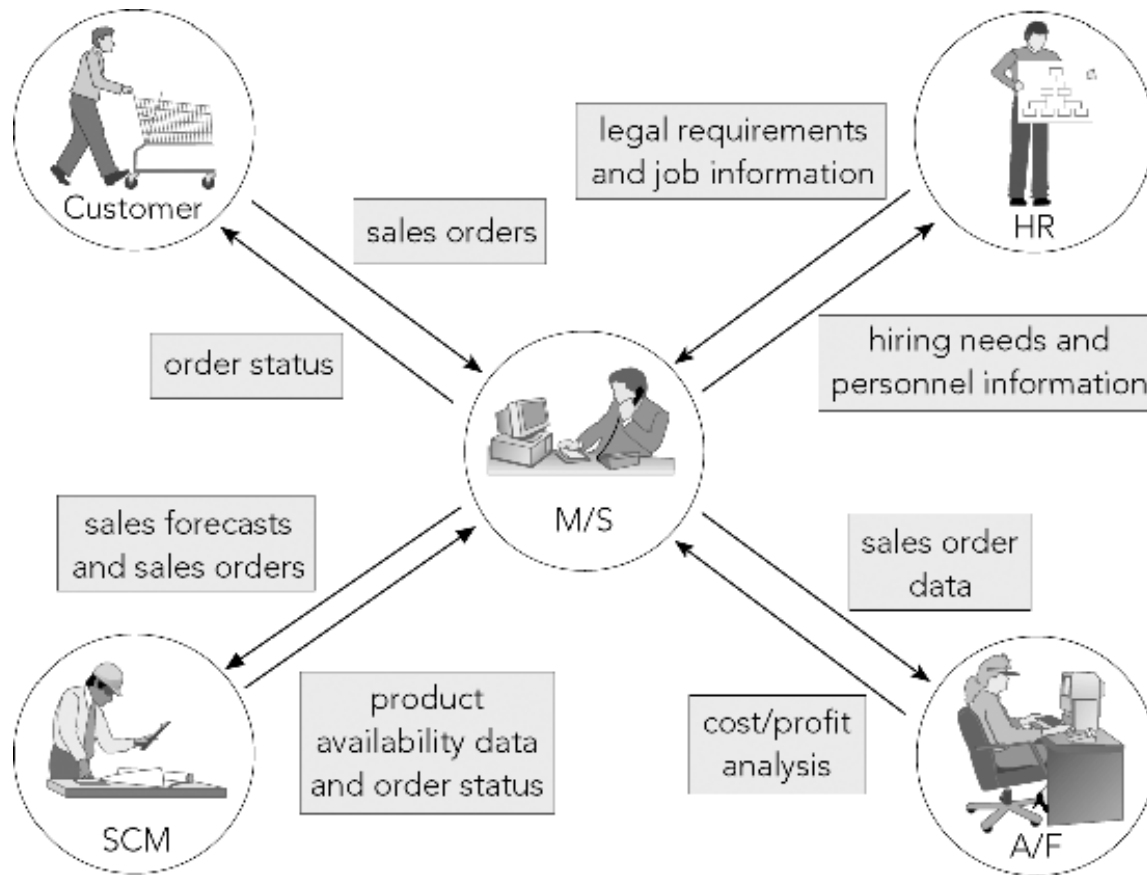 Customer
HR
legal requirements
and job information
sales orders
order status
hiring needs and
personnel information
M/S
sales forecasts
and sales orders
sales order
data
product
availability data
and order status
cost/profit
analysis
SCM
A/F